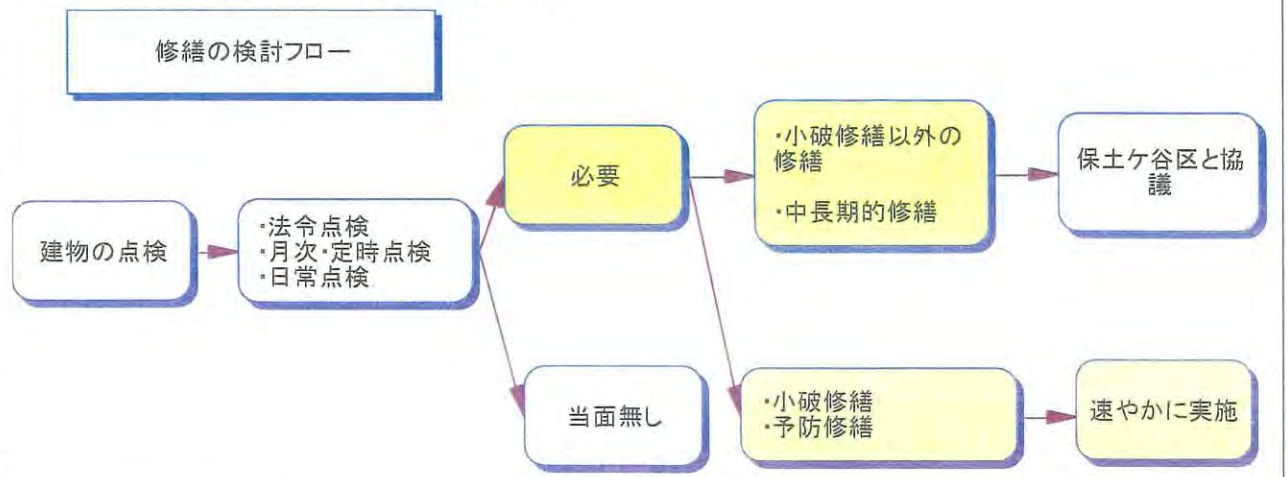 修繕の検討フロー
建物の点検
・法令点検
・月次・定時点検
・日常点検
必要
当面無し
・小破修繕以外の
修繕
・中長期的修繕
保土ケ谷区と協
議
・小破修繕
・予防修繕
速やかに実施